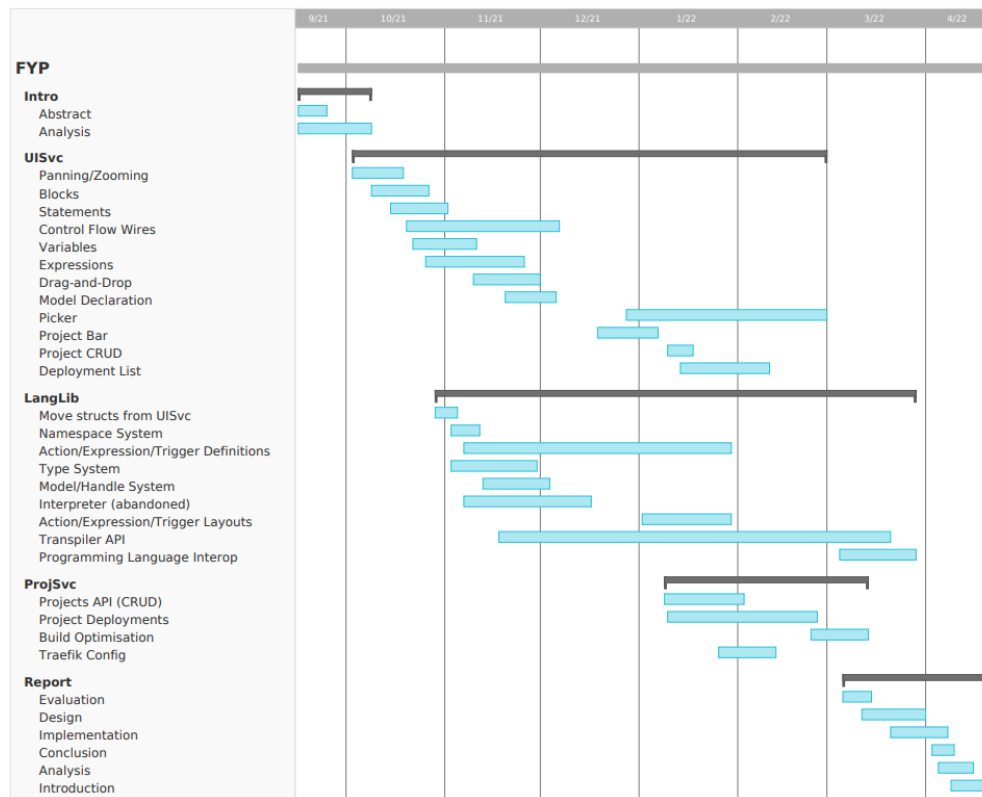 9/21 10/21 11/21 12/21 1/22 2/22 3/22 4/22
FYP
Intro
Abstract
Analysis
UISvc
Panning/Zooming
Blocks
Statements
Control Flow Wires
Variables
Expressions
Drag-and-Drop
Model Declaration
Picker
Project Bar
Project CRUD
Deployment List
LangLib
Move structs from UISvc
Namespace System
Action/Expression/Trigger Definitions
Type System
Model/Handle System
Interpreter (abandoned)
Action/Expression/Trigger Layouts
Transpiler API
Programming Language Interop
ProjSvc
Projects API (CRUD)
Project Deployments
Build Optimisation
Traefik Config
Report
Evaluation
Design
Implementation
Conclusion
Analysis
Introduction